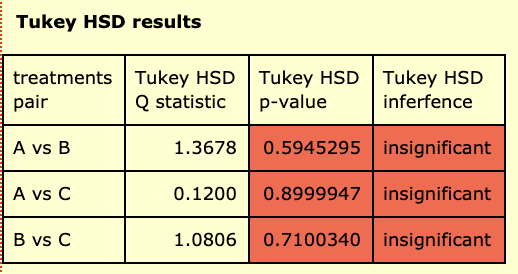 Tukey HSD results
treatments pair Tukey HSD Q statistic Tukey HSD p-value Tukey HSD inferfence
A vs B 1.3678 0.5945295 insignificant
A vs C 0.1200 0.8999947 insignificant
B vs C 1.0806 0.7100340 insignificant